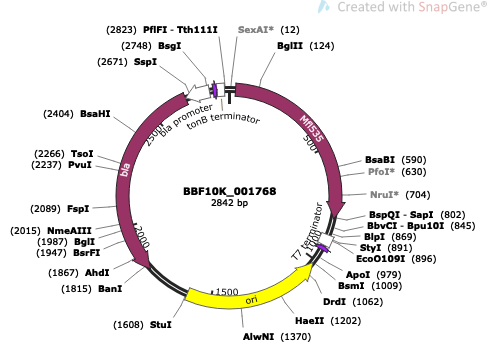 Created with SnapGene®
(2823) PflFI - Tth111I
SexAI* (12)
(2748) BsgI
BglII (124)
(2671) SspI
bla promoter
tonB terminator
Mfl535
(2404) BsaHI
2500
500
(2266) TsoI
(2237) PvuI
bla
BsaBI (590)
PfoI* (630)
BBF10K_001768
2842 bp
NruI* (704)
(2089) FspI
BspQI - SapI (802)
(2015) NmeAIII
BbvCI - Bpu10I (845)
(1987) BglI
BlpI (869)
(1947) BsrFI
StyI (891)
2000
T7 terminator
EcoO109I (896)
(1867) AhdI
ApoI (979)
(1815) BanI
BsmI (1009)
1500
ori
DrdI (1062)
(1608) StuI
HaeII (1202)
AlwNI (1370)